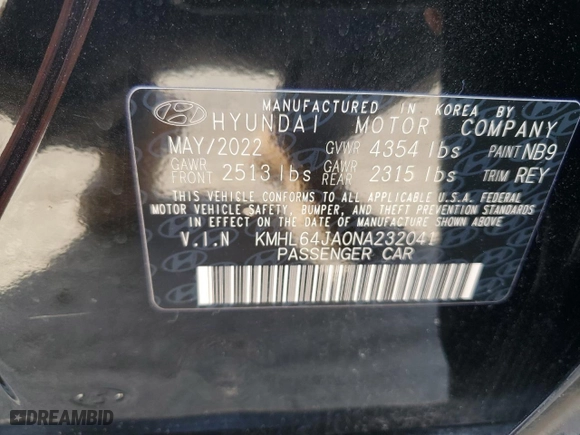 MANUFACTURED IN KOREA BY
HYUNDAI MOTOR COMPANY
MAY/2022 GVWR 4354 lbs PAINT NB9
GAWR FRONT 2513 lbs GAWR REAR 2315 lbs TRIM REY
THIS VEHICLE CONFORMS TO ALL APPLICABLE U.S.A. FEDERAL
MOTOR VEHICLE SAFETY, BUMPER, AND THEFT PREVENTION
STANDARDS IN EFFECT ON THE DATE OF MANUFACTURE SHOWN ABOVE
V.I.N KMHL64JA0NA232041
PASSENGER CAR
DREAMBID